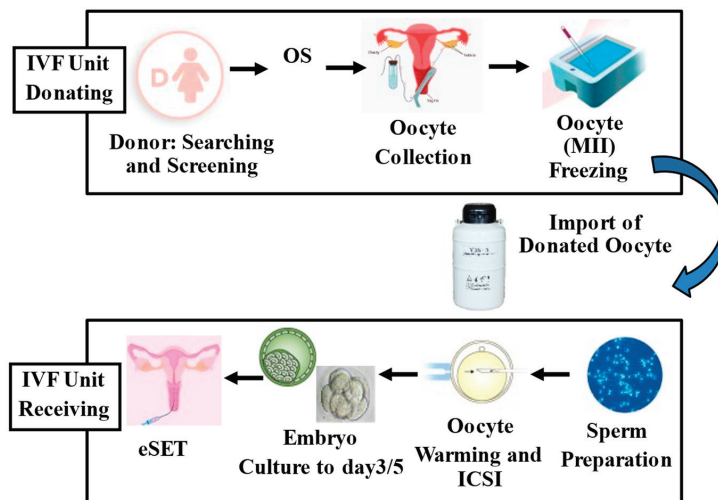 IVF Unit
Donating
D
OS
Donor: Searching
and Screening
Oocyte
Collection
Oocyte
(MII)
Freezing
Import of
Donated Oocyte
IVF Unit
Receiving
eSET
Embryo
Culture to day3/5
Oocyte
Warming and
ICSI
Sperm
Preparation